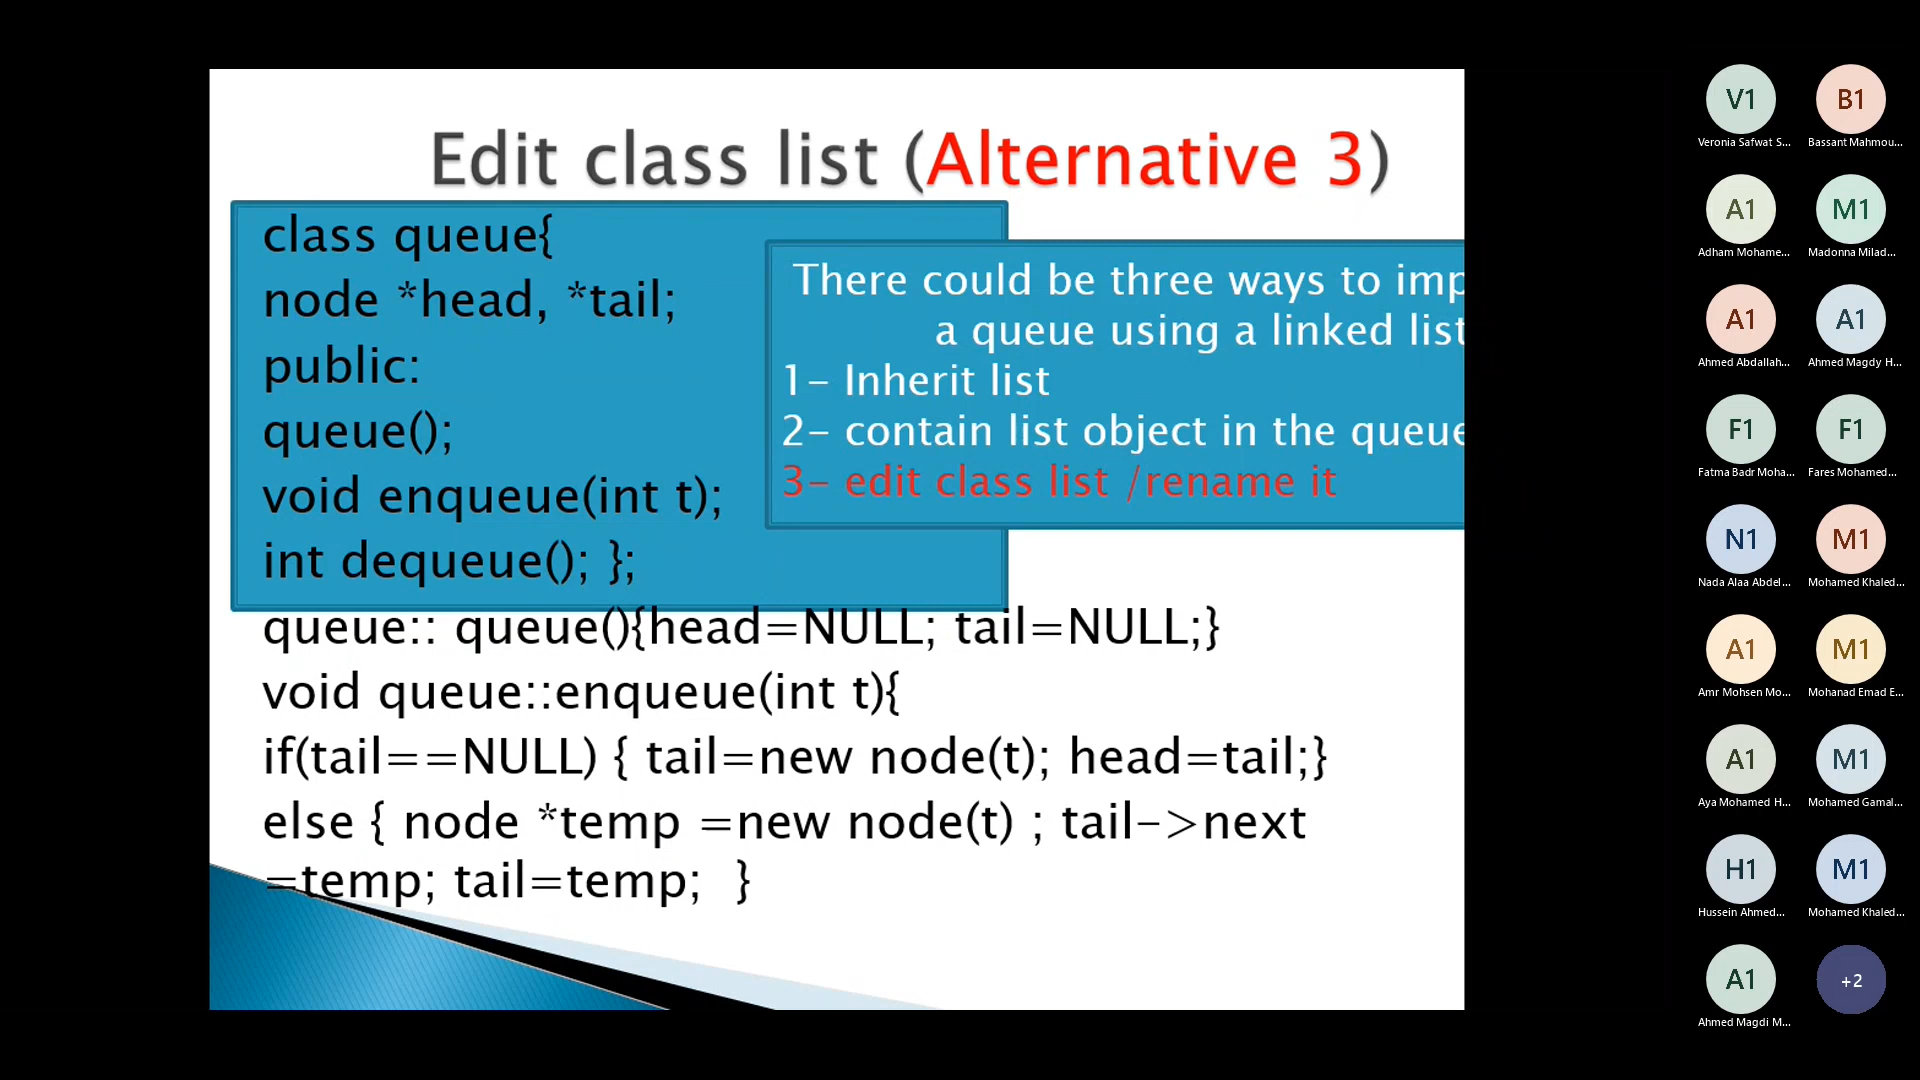 Edit class list (Alternative 3)
class queue{
node *head, *tail;
public:
queue();
void enqueue(int t);
int dequeue(); };
There could be three ways to imp
a queue using a linked list
1- Inherit list
2- contain list object in the queue
3- edit class list /rename it
queue:: queue(){head=NULL; tail=NULL;}
void queue::enqueue(int t){
if(tail==NULL) { tail=new node(t); head=tail;}
else { node *temp =new node(t) ; tail->next
=temp; tail=temp; }
V1
Veronia Safwat S...
B1
Bassant Mahmou...
A1
Adham Mohame...
M1
Madonna Milad...
A1
Ahmed Abdallah...
A1
Ahmed Magdy H...
F1
Fatma Badr Moha...
F1
Fares Mohamed...
N1
Nada Alaa Abdel...
M1
Mohamed Khaled...
A1
Amr Mohsen Mo...
M1
Mohanad Emad E...
A1
Aya Mohamed H...
M1
Mohamed Gamal...
H1
Hussein Ahmed...
M1
Mohamed Khaled...
A1
Ahmed Magdi M...
+2